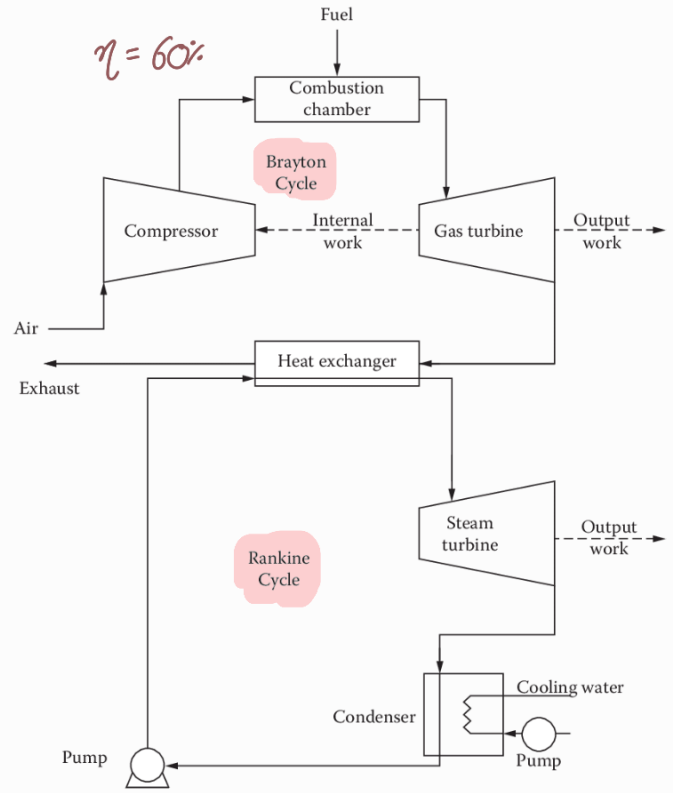 Fuel
η = 60%
Combustion
chamber
Brayton
Cycle
Compressor
Internal
work
Gas turbine
Output
work
Air
Heat exchanger
Exhaust
Steam
turbine
Output
work
Rankine
Cycle
Cooling water
Condenser
Pump
Pump